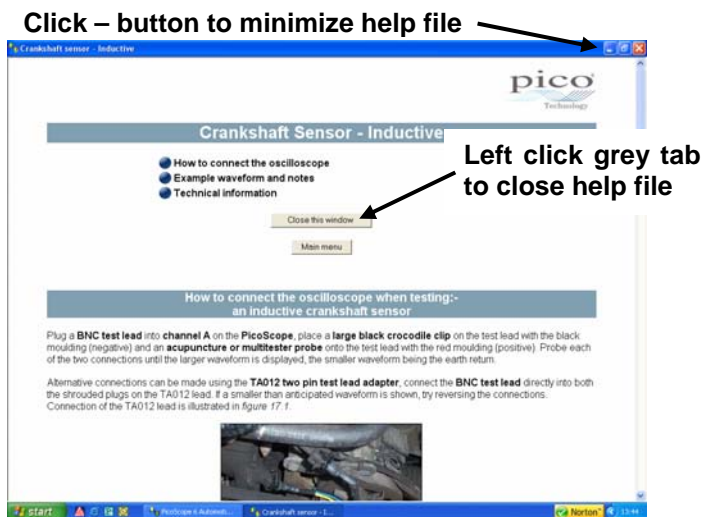 Click – button to minimize help file
Crankshaft sensor - Inductive
pico
Technology
Crankshaft Sensor - Inductive
How to connect the oscilloscope
Example waveform and notes
Technical information
Left click grey tab
to close help file
Close this window
Main menu
How to connect the oscilloscope when testing:-
an inductive crankshaft sensor
Plug a BNC test lead into channel A on the PicoScope, place a large black crocodile clip on the test lead with the black
moulding (negative) and an acupuncture or multitester probe onto the test lead with the red moulding (positive). Probe each
of the two connections until the larger waveform is displayed, the smaller waveform being the earth return.
Alternative connections can be made using the TA012 two pin test lead adapter, connect the BNC test lead directly into both
the shrouded plugs on the TA012 lead. If a smaller than anticipated waveform is shown, try reversing the connections.
Connection of the TA012 lead is illustrated in figure 17.1.
start
PicoScope 6 Automoti...
Crankshaft sensor - I...
Norton
13:44